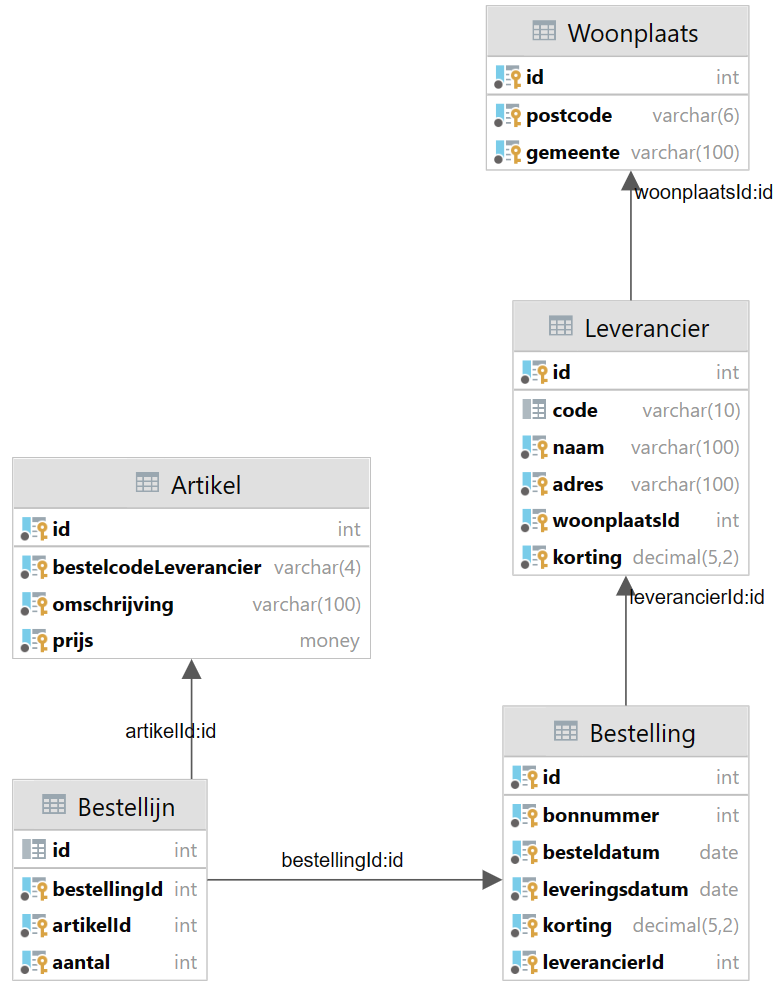 Woonplaats
id int
postcode varchar(6)
gemeente varchar(100)
woonplaatsId:id
Leverancier
id int
code varchar(10)
naam varchar(100)
adres varchar(100)
woonplaatsId int
korting decimal(5,2)
leverancierId:id
Artikel
id int
bestelcodeLeverancier varchar(4)
omschrijving varchar(100)
prijs money
artikelId:id
Bestellijn
id int
bestellingId int
artikelId int
aantal int
bestellingId:id
Bestelling
id int
bonnummer int
besteldatum date
leveringsdatum date
korting decimal(5,2)
leverancierId int